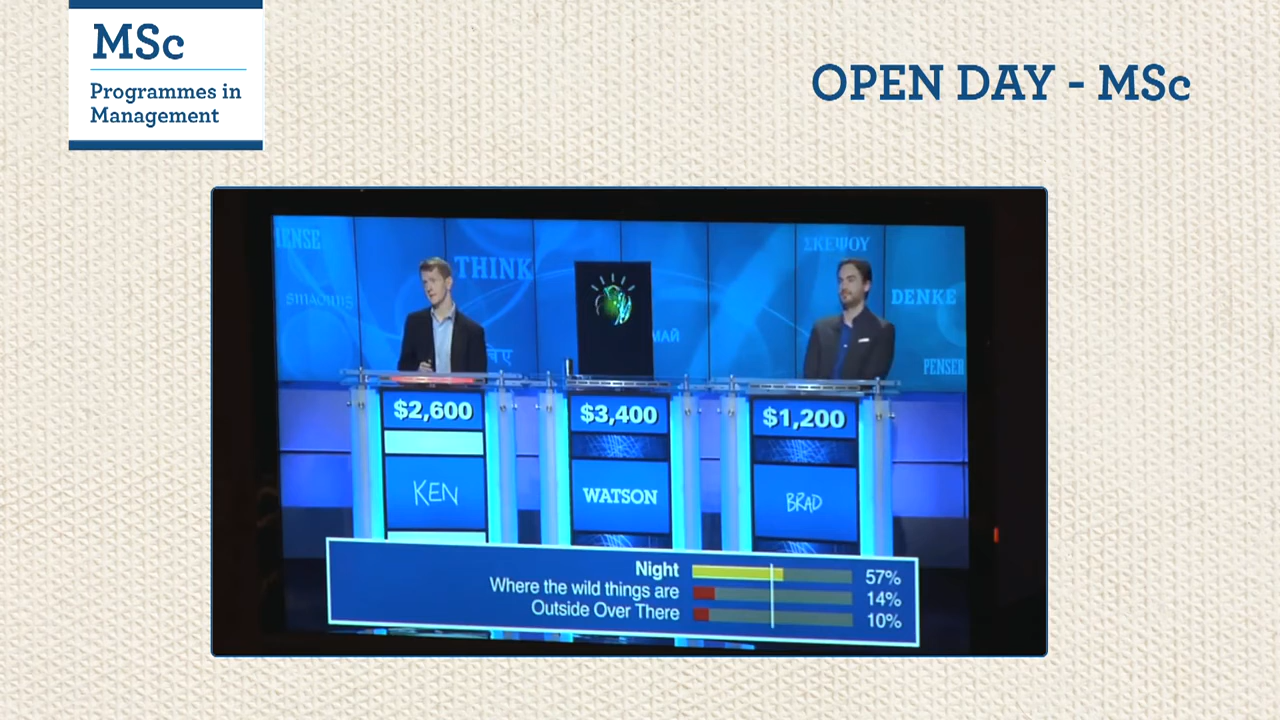 MSc
Programmes in
Management
OPEN DAY - MSc
THINK
ΣΚΕΨΟΥ
DENKE
PENSER
$2,600
$3,400
$1,200
KEN
WATSON
BRAD
Night 57%
Where the wild things are 14%
Outside Over There 10%